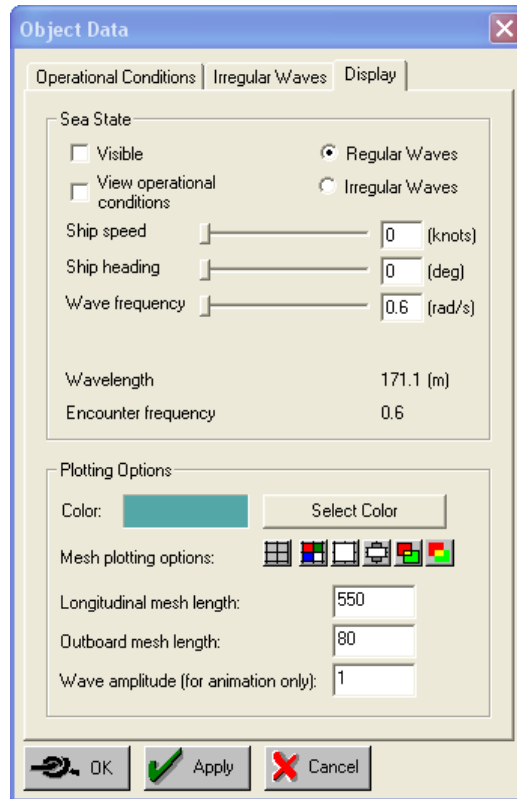 Object Data
Operational Conditions Irregular Waves Display
Sea State
Visible Regular Waves
View operational conditions Irregular Waves
Ship speed 0 (knots)
Ship heading 0 (deg)
Wave frequency 0.6 (rad/s)
Wavelength 171.1 (m)
Encounter frequency 0.6
Plotting Options
Color: Select Color
Mesh plotting options:
Longitudinal mesh length: 550
Outboard mesh length: 80
Wave amplitude (for animation only): 1
OK Apply Cancel